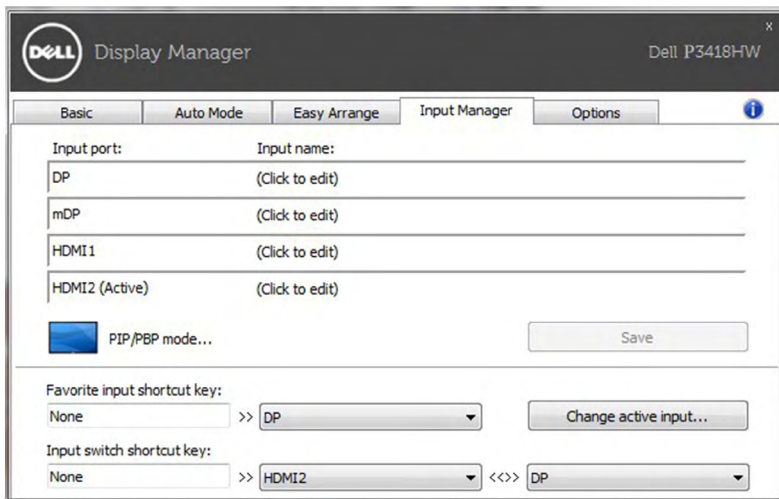 DELL Display Manager Dell P3418HW x
Basic Auto Mode Easy Arrange Input Manager Options i
Input port: Input name:
DP (Click to edit)
mDP (Click to edit)
HDMI1 (Click to edit)
HDMI2 (Active) (Click to edit)
PIP/PBP mode... Save
Favorite input shortcut key:
None >> DP Change active input...
Input switch shortcut key:
None >> HDMI2 <<>> DP